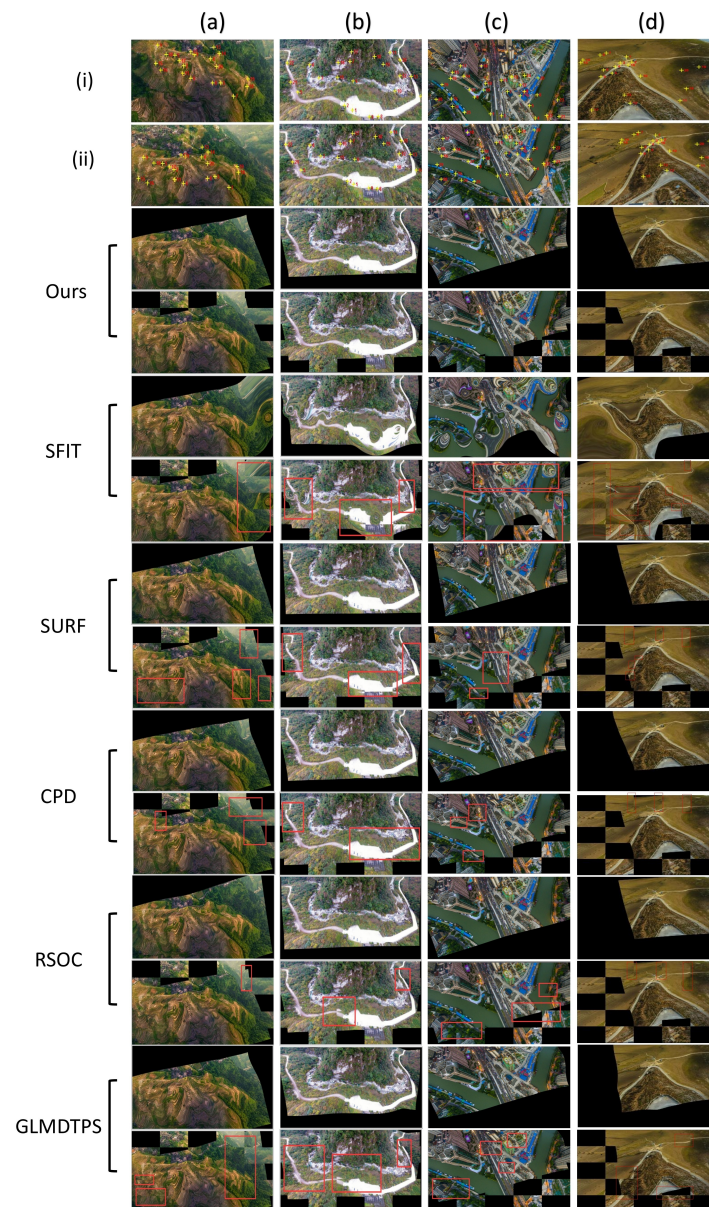 (a) (b) (c) (d)
(i)
(ii)
Ours
SFIT
SURF
CPD
RSOC
GLMDTPS